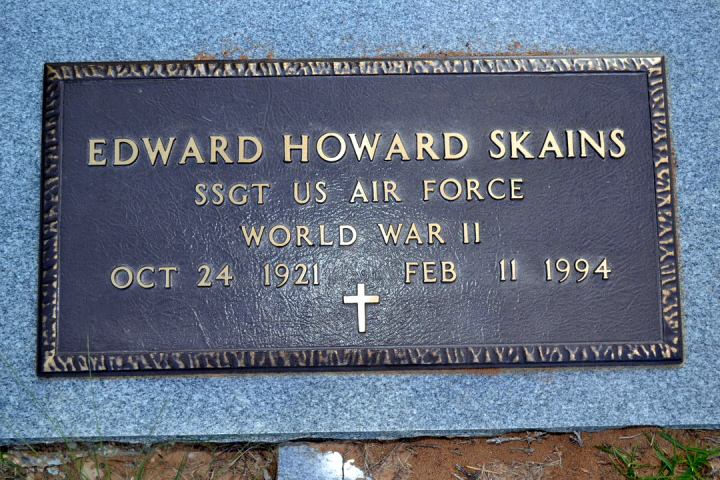 EDWARD HOWARD SKAINS
SSGT US AIR FORCE
WORLD WAR II
OCT 24 1921 FEB 11 1994